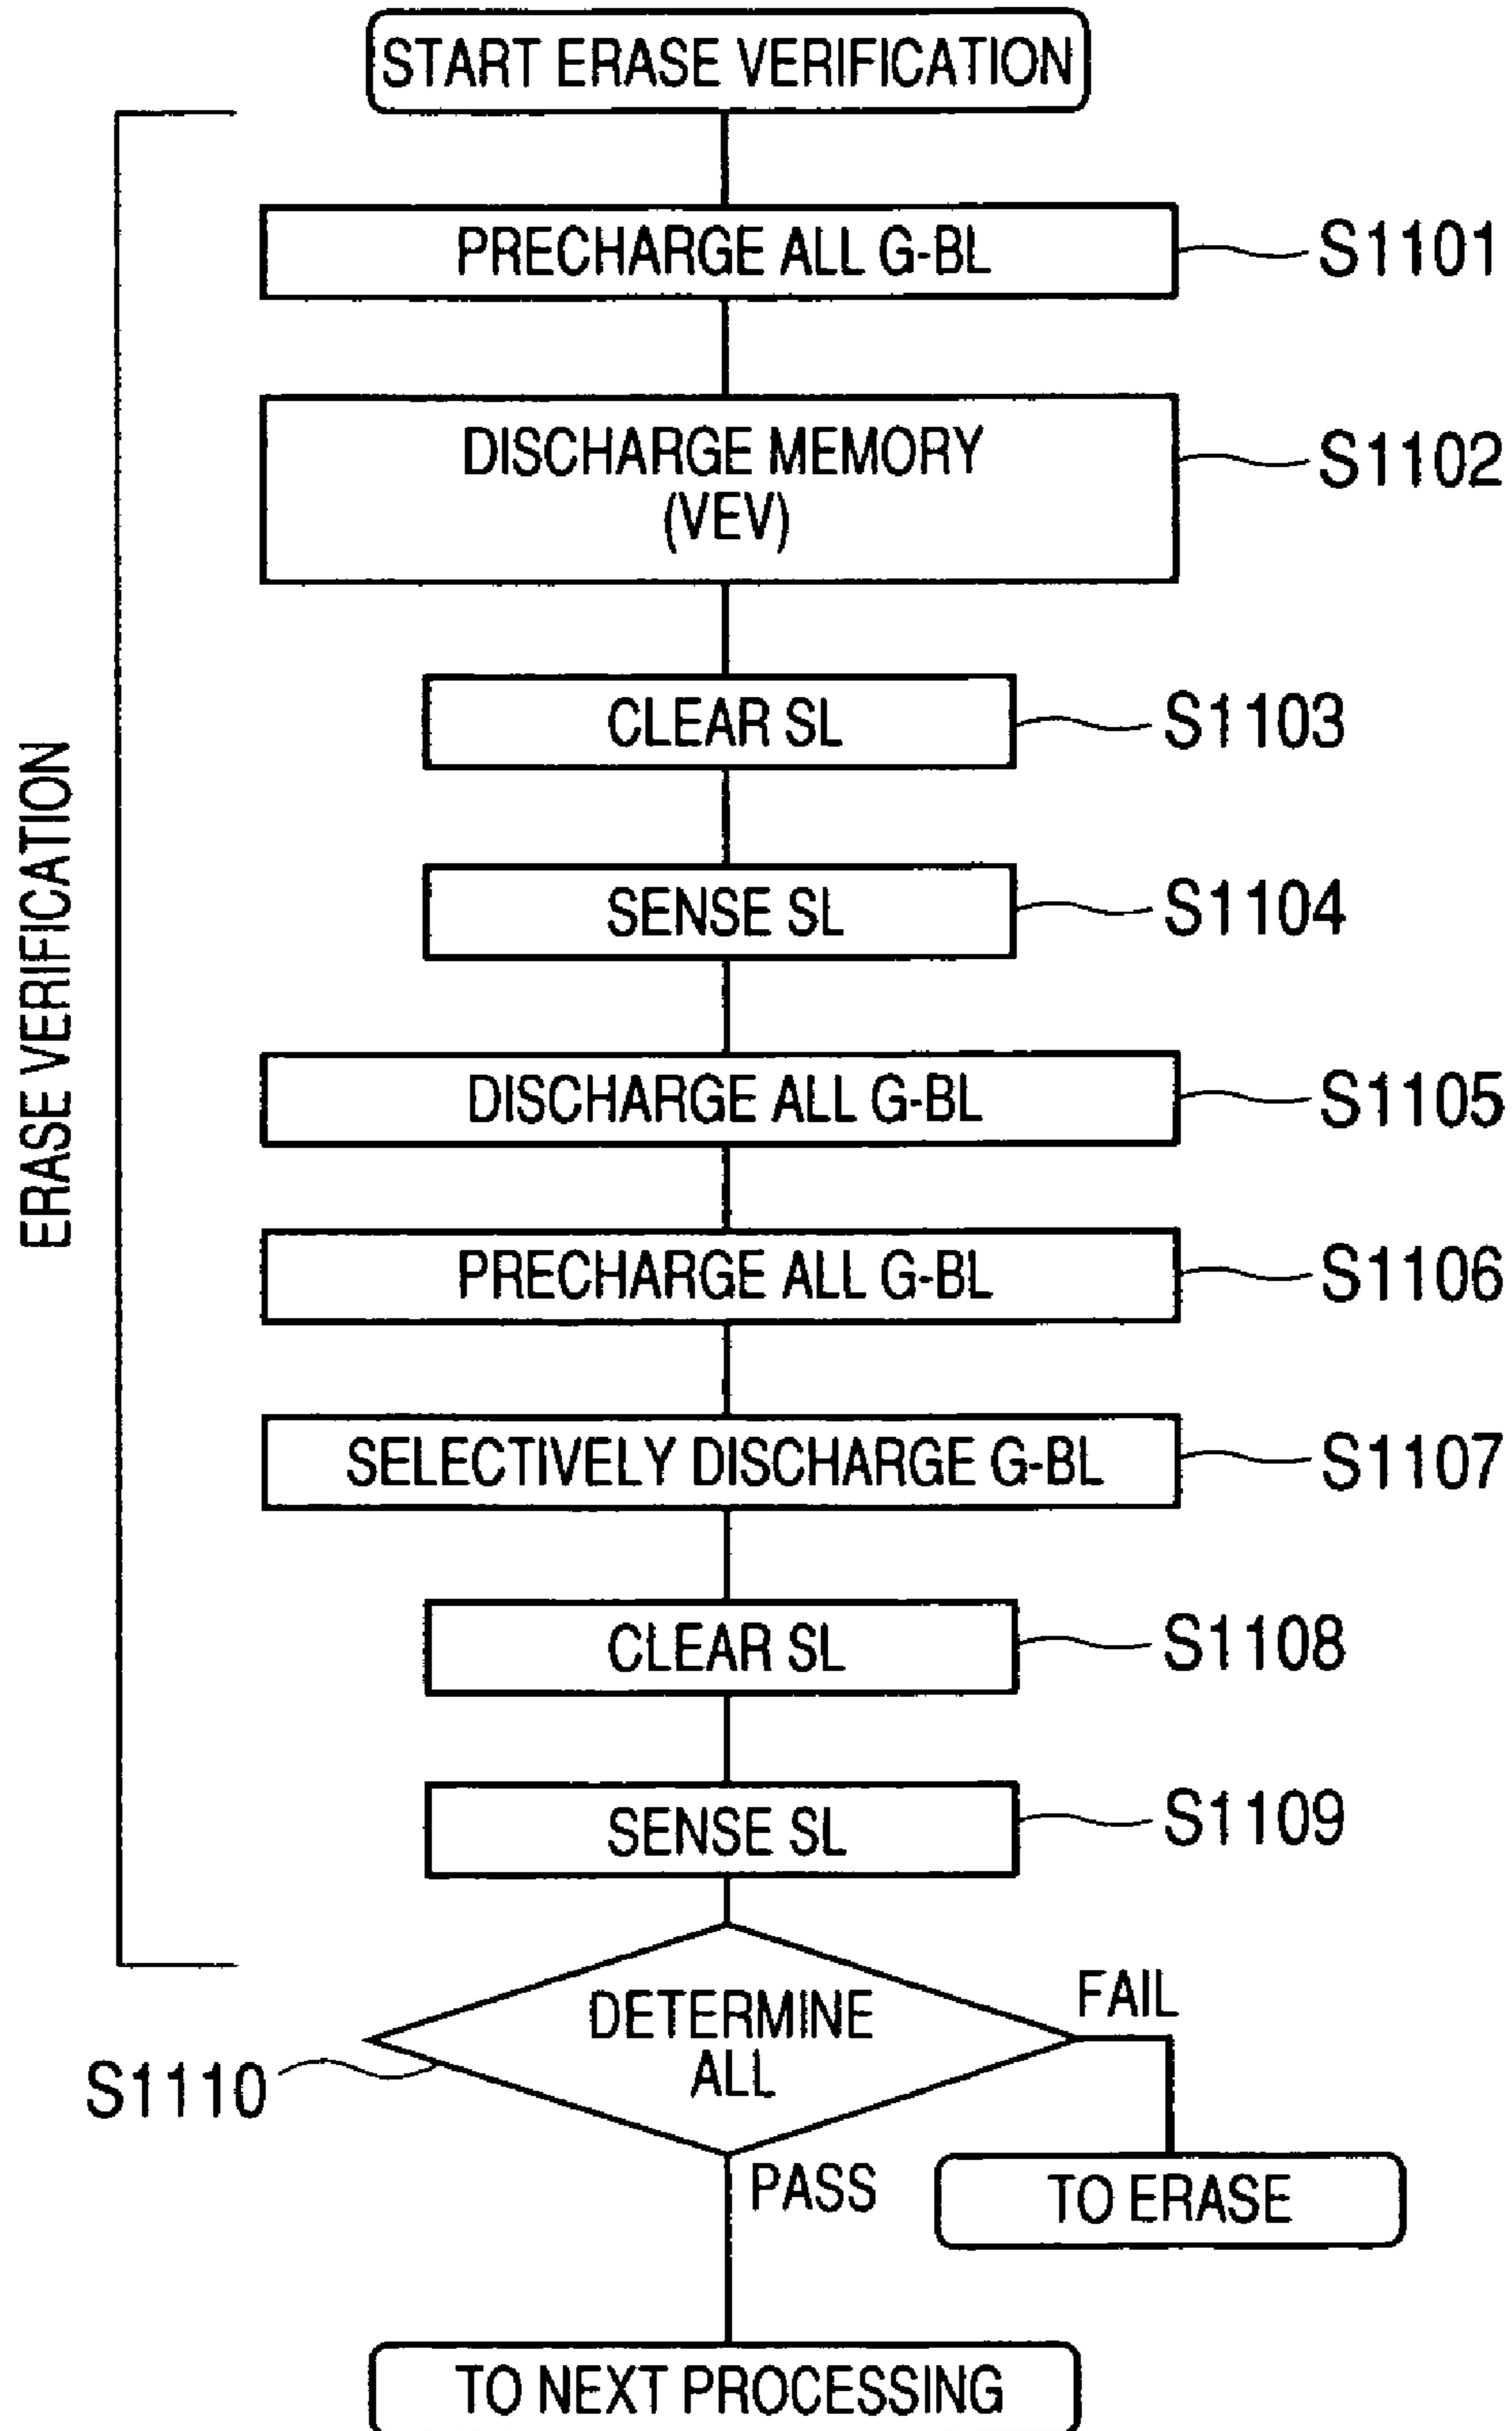 START ERASE VERIFICATION
ERASE VERIFICATION
PRECHARGE ALL G-BL
S1101
DISCHARGE MEMORY
(VEV)
S1102
CLEAR SL
S1103
SENSE SL
S1104
DISCHARGE ALL G-BL
S1105
PRECHARGE ALL G-BL
S1106
SELECTIVELY DISCHARGE G-BL
S1107
CLEAR SL
S1108
SENSE SL
S1109
DETERMINE
ALL
S1110
FAIL
TO ERASE
PASS
TO NEXT PROCESSING